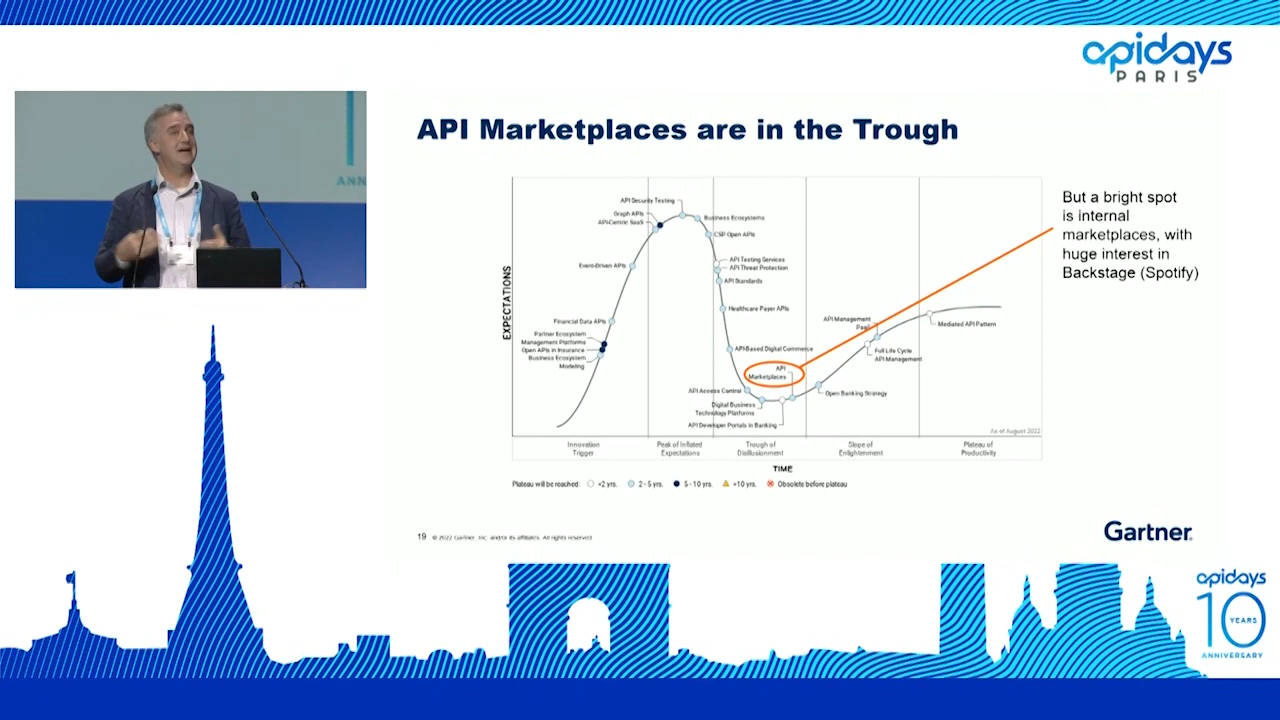 apidays
PARIS
ANN
API Marketplaces are in the Trough
But a bright spot
is internal
marketplaces, with
huge interest in
Backstage (Spotify)
EXPECTATIONS
API Security Testing
Graph APIs
API-Centric SaaS
Event-Driven APIs
Financial Data APIs
Partner Ecosystem
Management Platforms
Open APIs in Insurance
Business Ecosystem
Modeling
Business Ecosystems
CSP Open APIs
API Testing Services
API Threat Protection
API Standards
Healthcare Payer APIs
API-Based Digital Commerce
API
Marketplaces
API Access Control
Digital Business
Technology Platforms
API Developer Portals in Banking
Open Banking Strategy
API Management
PaaS
Full Life Cycle
API Management
Mediated API Pattern
As of August 2022
Innovation
Trigger
Peak of Inflated
Expectations
Trough of
Disillusionment
Slope of
Enlightenment
Plateau of
Productivity
TIME
Plateau will be reached: <2 yrs. 2–5 yrs. 5–10 yrs. >10 yrs. Obsolete before plateau
19 © 2022 Gartner, Inc. and/or its affiliates. All rights reserved.
Gartner®
apidays
10
YEARS
ANNIVERSARY